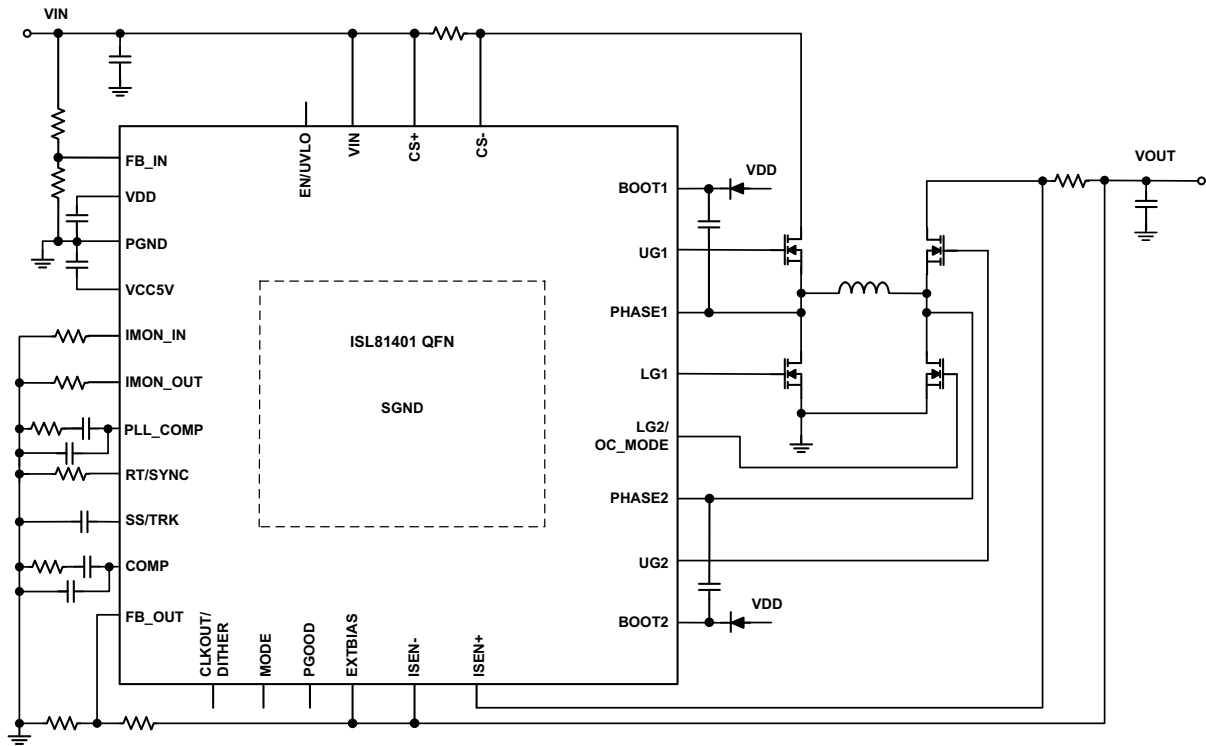 VIN
EN/UVLO
VIN
CS+
CS-
FB_IN
VDD
PGND
VCC5V
IMON_IN
IMON_OUT
PLL_COMP
RT/SYNC
SS/TRK
COMP
FB_OUT
ISL81401 QFN
SGND
BOOT1
VDD
UG1
PHASE1
LG1
LG2/
OC_MODE
PHASE2
UG2
BOOT2
VDD
VOUT
CLKOUT/
DITHER
MODE
PGOOD
EXTBIAS
ISEN-
ISEN+